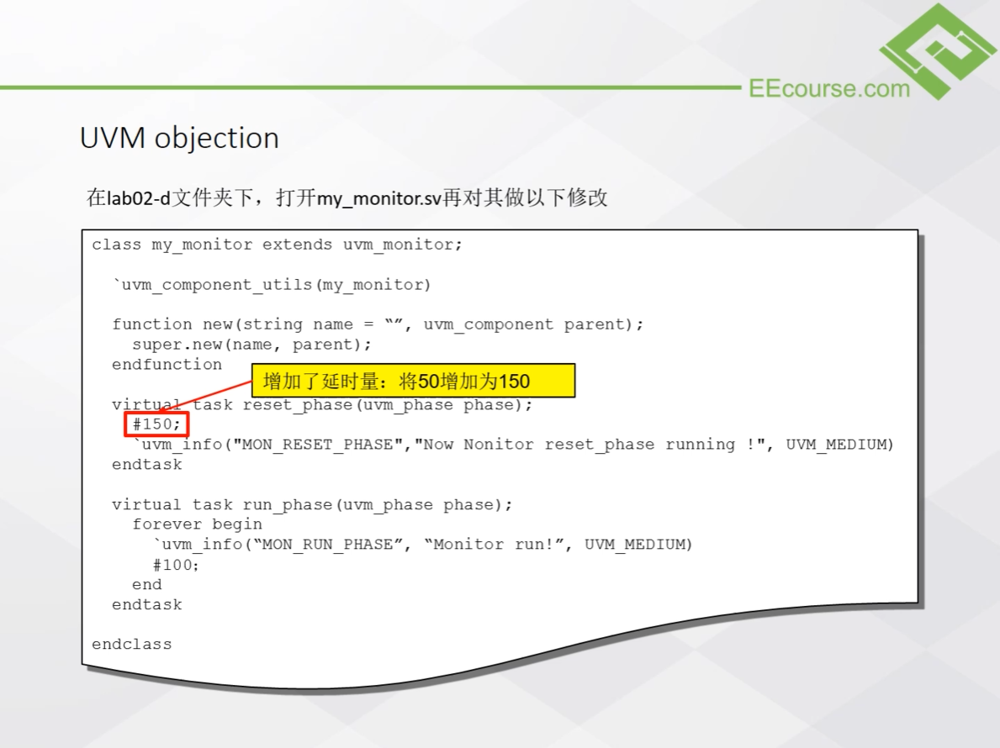 EEcourse.com
UVM objection
在lab02-d文件夹下，打开my_monitor.sv再对其做以下修改
class my_monitor extends uvm_monitor;
`uvm_component_utils(my_monitor)
function new(string name = “”, uvm_component parent);
super.new(name, parent);
endfunction
增加了延时量：将50增加为150
virtual task reset_phase(uvm_phase phase);
#150;
`uvm_info("MON_RESET_PHASE","Now Nonitor reset_phase running !", UVM_MEDIUM)
endtask
virtual task run_phase(uvm_phase phase);
forever begin
`uvm_info(“MON_RUN_PHASE”, “Monitor run!”, UVM_MEDIUM)
#100;
end
endtask
endclass